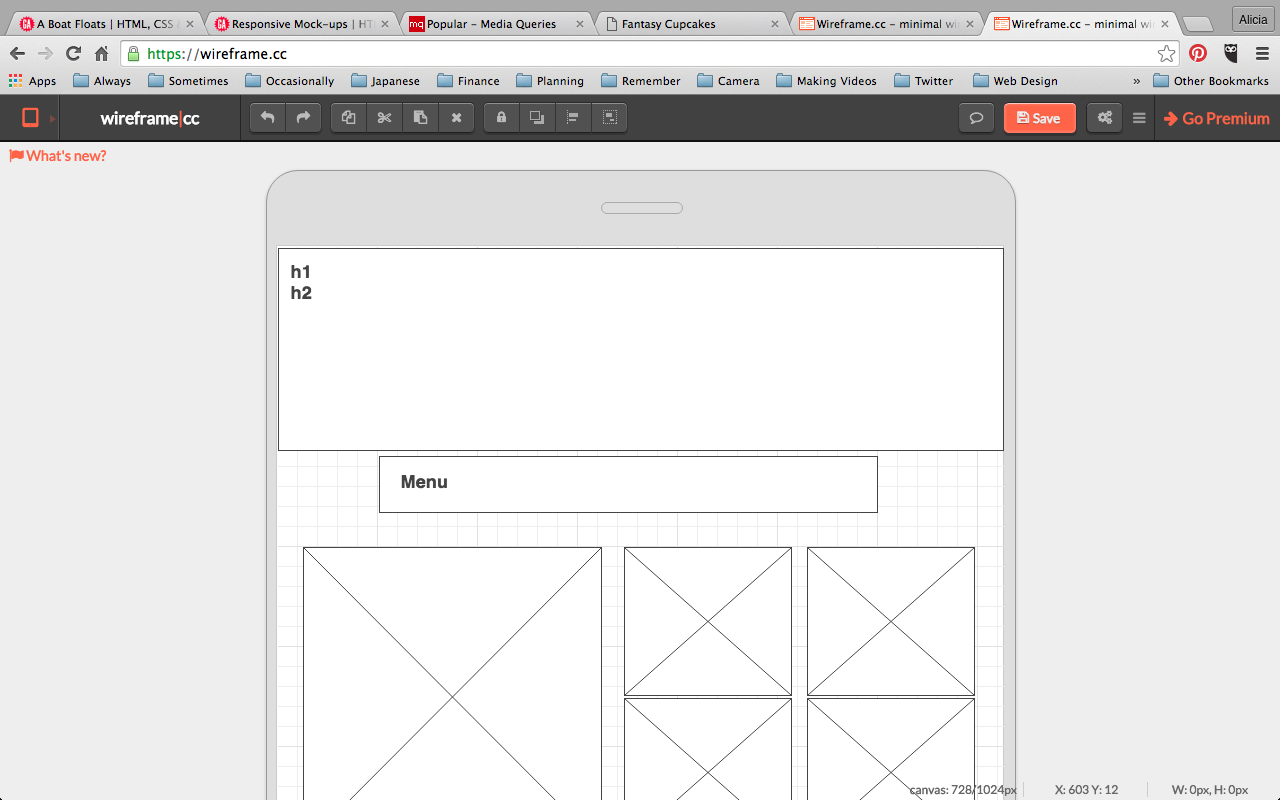 A Boat Floats | HTML, CSS
Responsive Mock-ups | HT
mq Popular - Media Queries
Fantasy Cupcakes
Wireframe.cc - minimal wi
Wireframe.cc - minimal wi
Alicia
https://wireframe.cc
Apps Always Sometimes Occasionally Japanese Finance Planning Remember Camera Making Videos Twitter Web Design » Other Bookmarks
wireframe|cc Save Go Premium
What's new?
h1
h2
Menu
canvas: 728/1024px X: 603 Y: 12 W: 0px, H: 0px